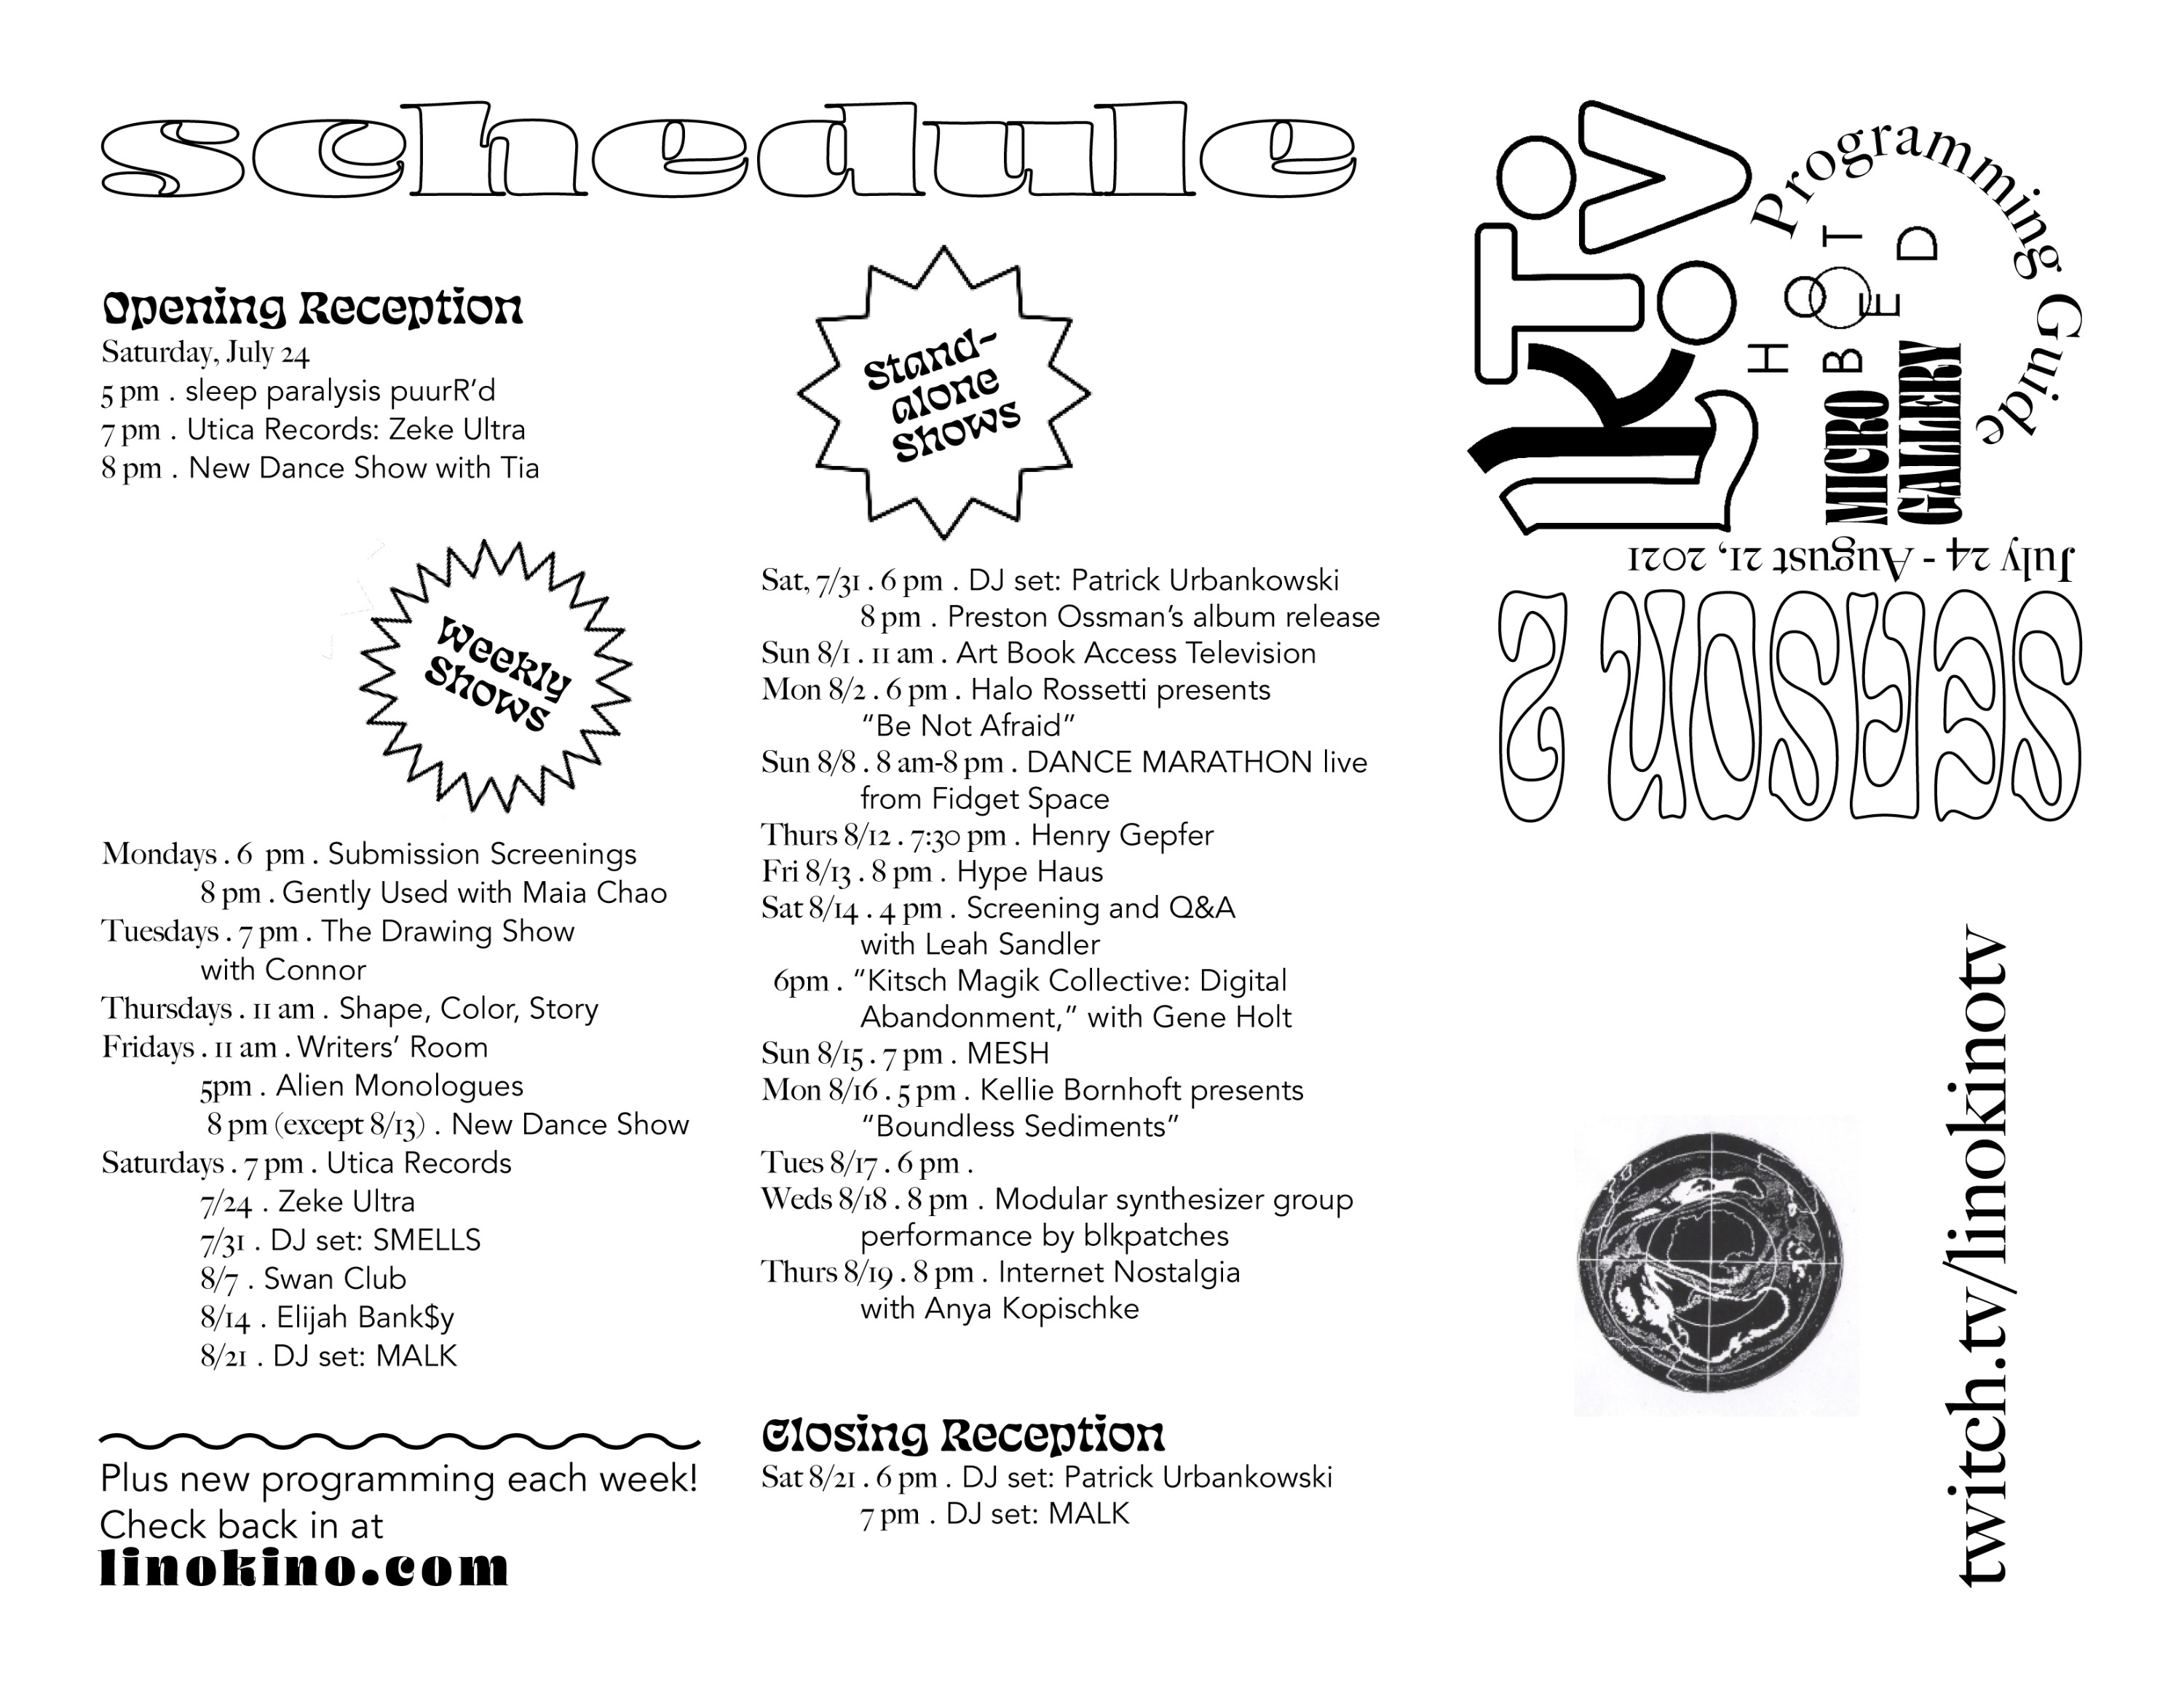 schedule
Opening Reception
Saturday, July 24
5 pm . sleep paralysis puurR’d
7 pm . Utica Records: Zeke Ultra
8 pm . New Dance Show with Tia
Weekly
Shows
Mondays . 6 pm . Submission Screenings
8 pm . Gently Used with Maia Chao
Tuesdays . 7 pm . The Drawing Show
with Connor
Thursdays . 11 am . Shape, Color, Story
Fridays . 11 am . Writers’ Room
5pm . Alien Monologues
8 pm (except 8/13) . New Dance Show
Saturdays . 7 pm . Utica Records
7/24 . Zeke Ultra
7/31 . DJ set: SMELLS
8/7 . Swan Club
8/14 . Elijah Bank$y
8/21 . DJ set: MALK
Plus new programming each week!
Check back in at
linokino.com
Stand-
alone
Shows
Sat, 7/31 . 6 pm . DJ set: Patrick Urbankowski
8 pm . Preston Ossman’s album release
Sun 8/1 . 11 am . Art Book Access Television
Mon 8/2 . 6 pm . Halo Rossetti presents
“Be Not Afraid”
Sun 8/8 . 8 am-8 pm . DANCE MARATHON live
from Fidget Space
Thurs 8/12 . 7:30 pm . Henry Gepfer
Fri 8/13 . 8 pm . Hype Haus
Sat 8/14 . 4 pm . Screening and Q&A
with Leah Sandler
6pm . “Kitsch Magik Collective: Digital
Abandonment,” with Gene Holt
Sun 8/15 . 7 pm . MESH
Mon 8/16 . 5 pm . Kellie Bornhoft presents
“Boundless Sediments”
Tues 8/17 . 6 pm .
Weds 8/18 . 8 pm . Modular synthesizer group
performance by blkpatches
Thurs 8/19 . 8 pm . Internet Nostalgia
with Anya Kopischke
Closing Reception
Sat 8/21 . 6 pm . DJ set: Patrick Urbankowski
7 pm . DJ set: MALK
lkTv
Programming Guide
HOT
BED
MICRO
GALLERY
July 24 - August 21, 2021
SEASON 2
twitch.tv/linokinotv